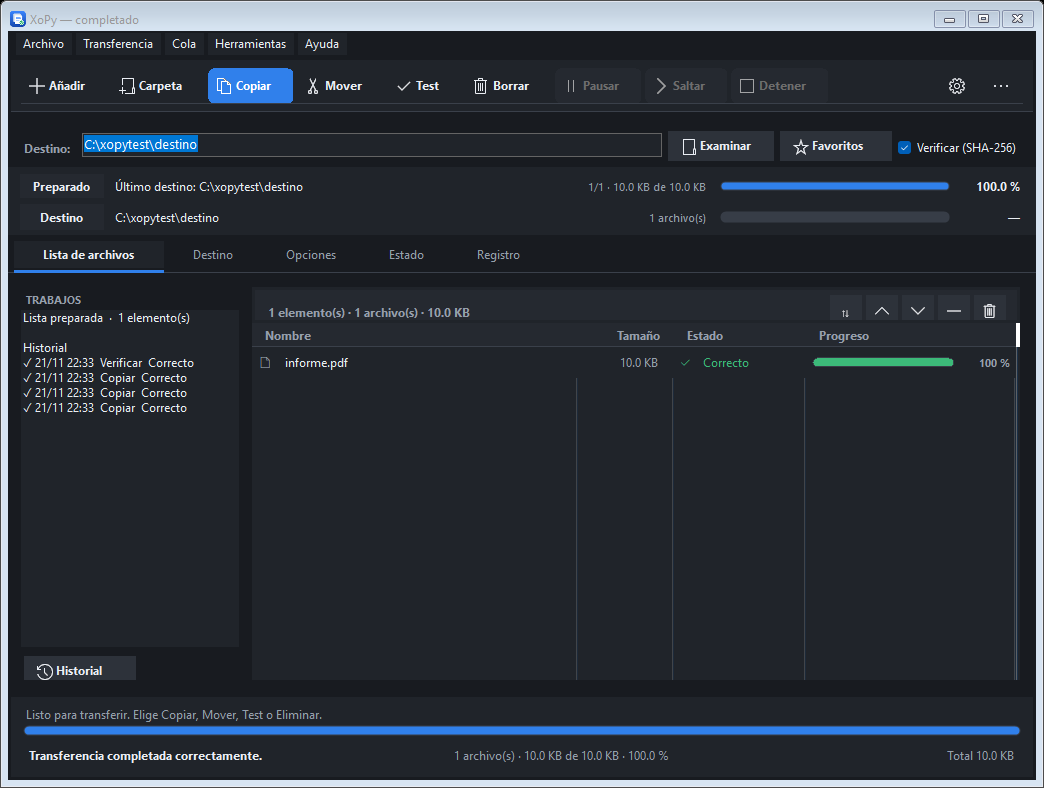 XoPy — completado
Archivo Transferencia Cola Herramientas Ayuda
Añadir Carpeta Copiar Mover Test Borrar Pausar Saltar Detener ...
Destino: C:\xopytest\destino Examinar Favoritos Verificar (SHA-256)
Preparado Último destino: C:\xopytest\destino 1/1 · 10.0 KB de 10.0 KB 100.0 %
Destino C:\xopytest\destino 1 archivo(s) —
Lista de archivos Destino Opciones Estado Registro
TRABAJOS
Lista preparada · 1 elemento(s)
Historial
✓ 21/11 22:33 Verificar Correcto
✓ 21/11 22:33 Copiar Correcto
✓ 21/11 22:33 Copiar Correcto
✓ 21/11 22:33 Copiar Correcto
Historial
1 elemento(s) · 1 archivo(s) · 10.0 KB
Nombre Tamaño Estado Progreso
informe.pdf 10.0 KB ✓ Correcto 100 %
Listo para transferir. Elige Copiar, Mover, Test o Eliminar.
Transferencia completada correctamente. 1 archivo(s) · 10.0 KB de 10.0 KB · 100.0 % Total 10.0 KB